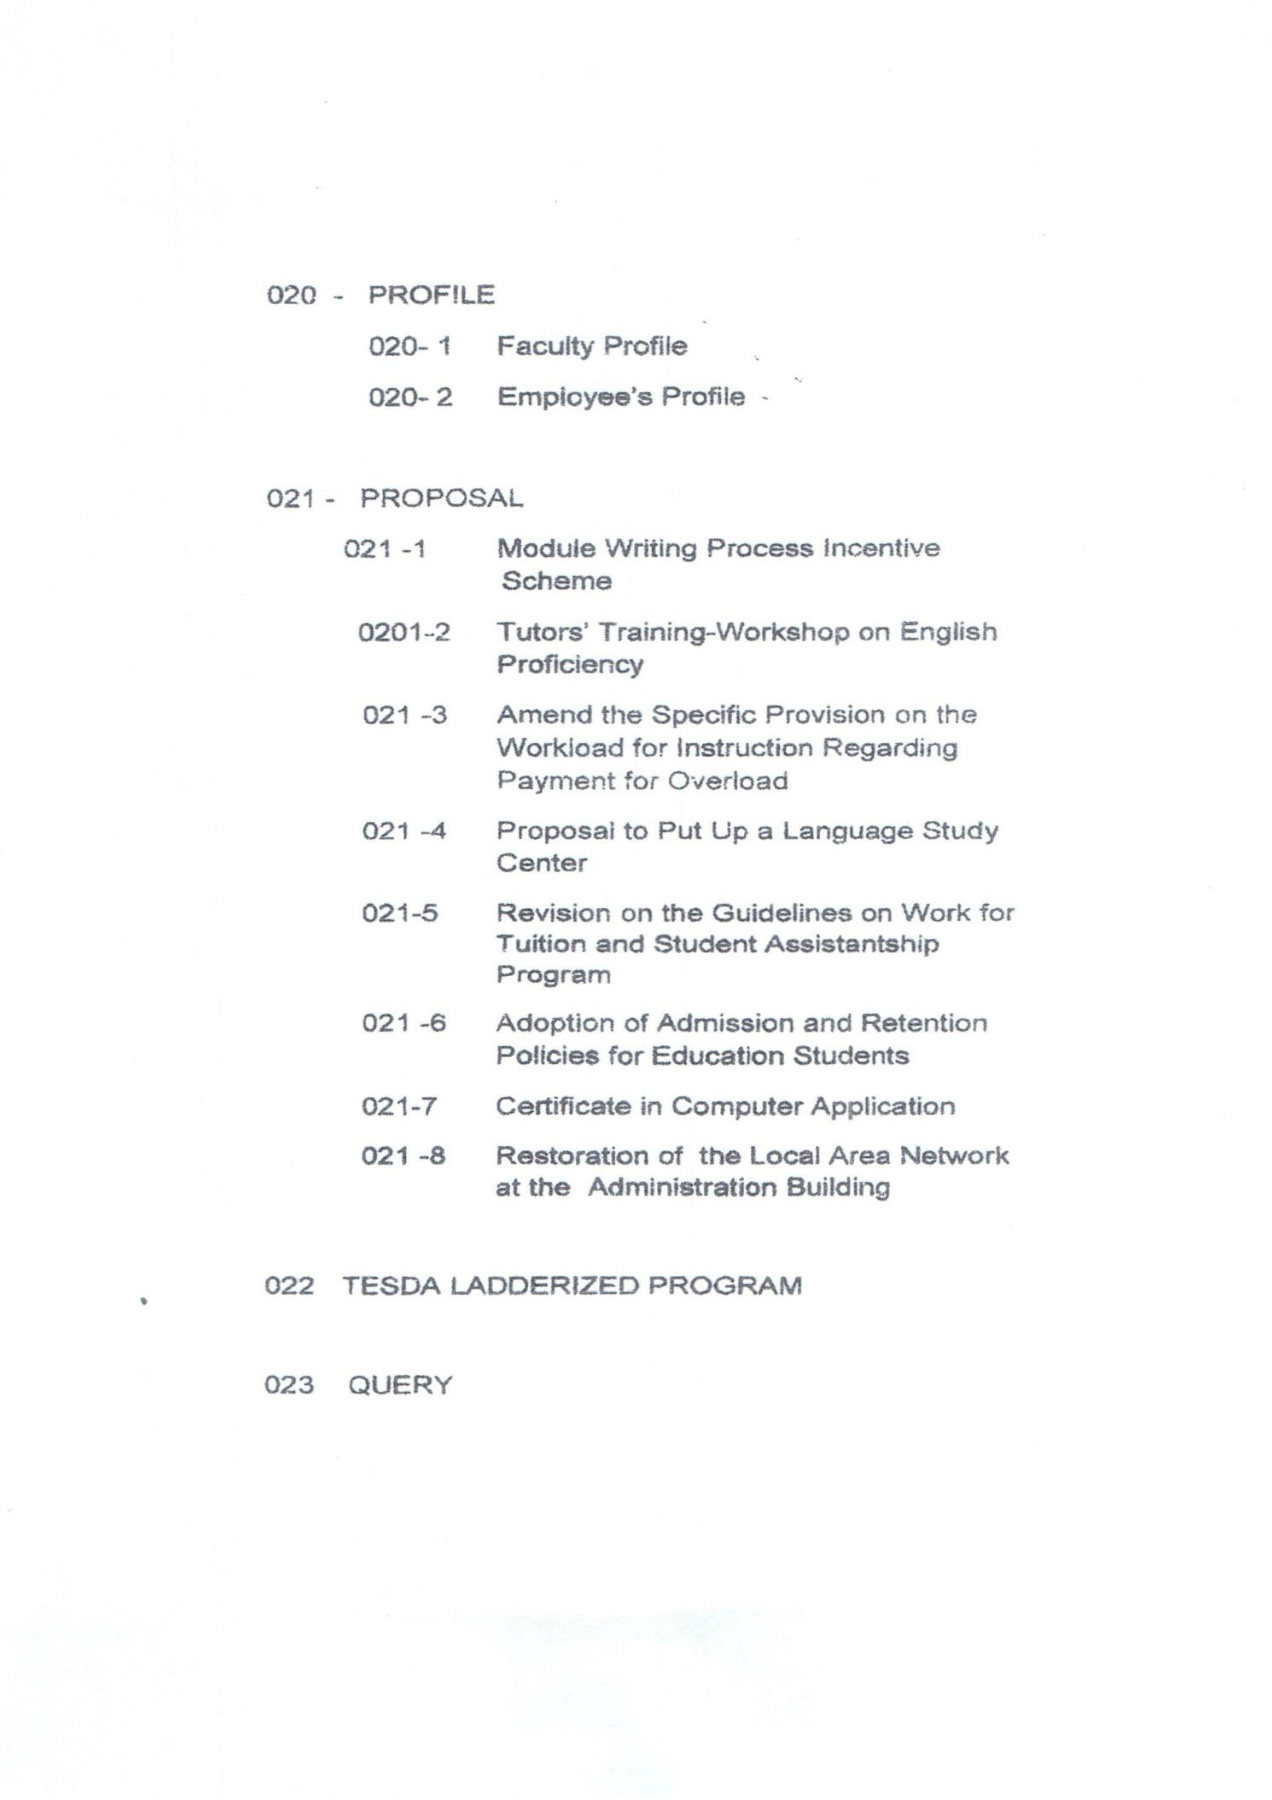 020 - PROFILE
020- 1 Faculty Profile
020- 2 Employee's Profile
021 - PROPOSAL
021 -1 Module Writing Process Incentive
Scheme
0201-2 Tutors' Training-Workshop on English
Proficiency
021 -3 Amend the Specific Provision on the
Workload for Instruction Regarding
Payment for Overload
021 -4 Proposal to Put Up a Language Study
Center
021-5 Revision on the Guidelines on Work for
Tuition and Student Assistantship
Program
021 -6 Adoption of Admission and Retention
Policies for Education Students
021-7 Certificate in Computer Application
021 -8 Restoration of the Local Area Network
at the Administration Building
022 TESDA LADDERIZED PROGRAM
023 QUERY